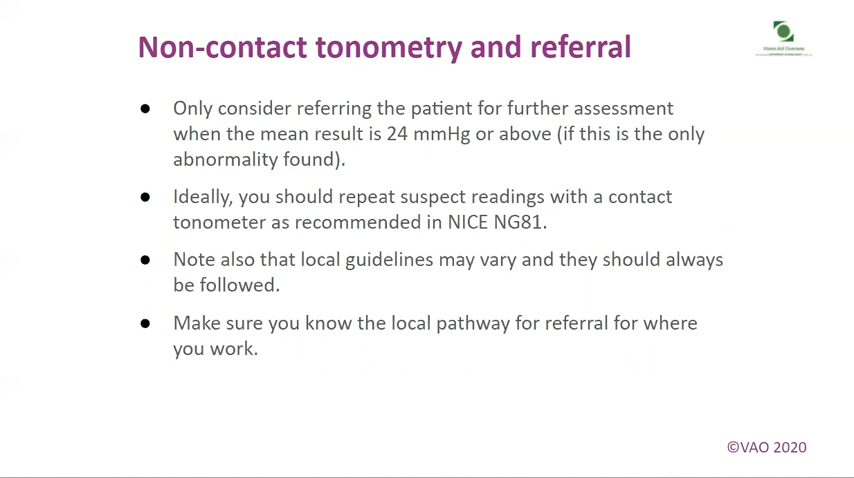 Non-contact tonometry and referral
Vision Aid Overseas
● Only consider referring the patient for further assessment
when the mean result is 24 mmHg or above (if this is the only
abnormality found).
● Ideally, you should repeat suspect readings with a contact
tonometer as recommended in NICE NG81.
● Note also that local guidelines may vary and they should always
be followed.
● Make sure you know the local pathway for referral for where
you work.
©VAO 2020